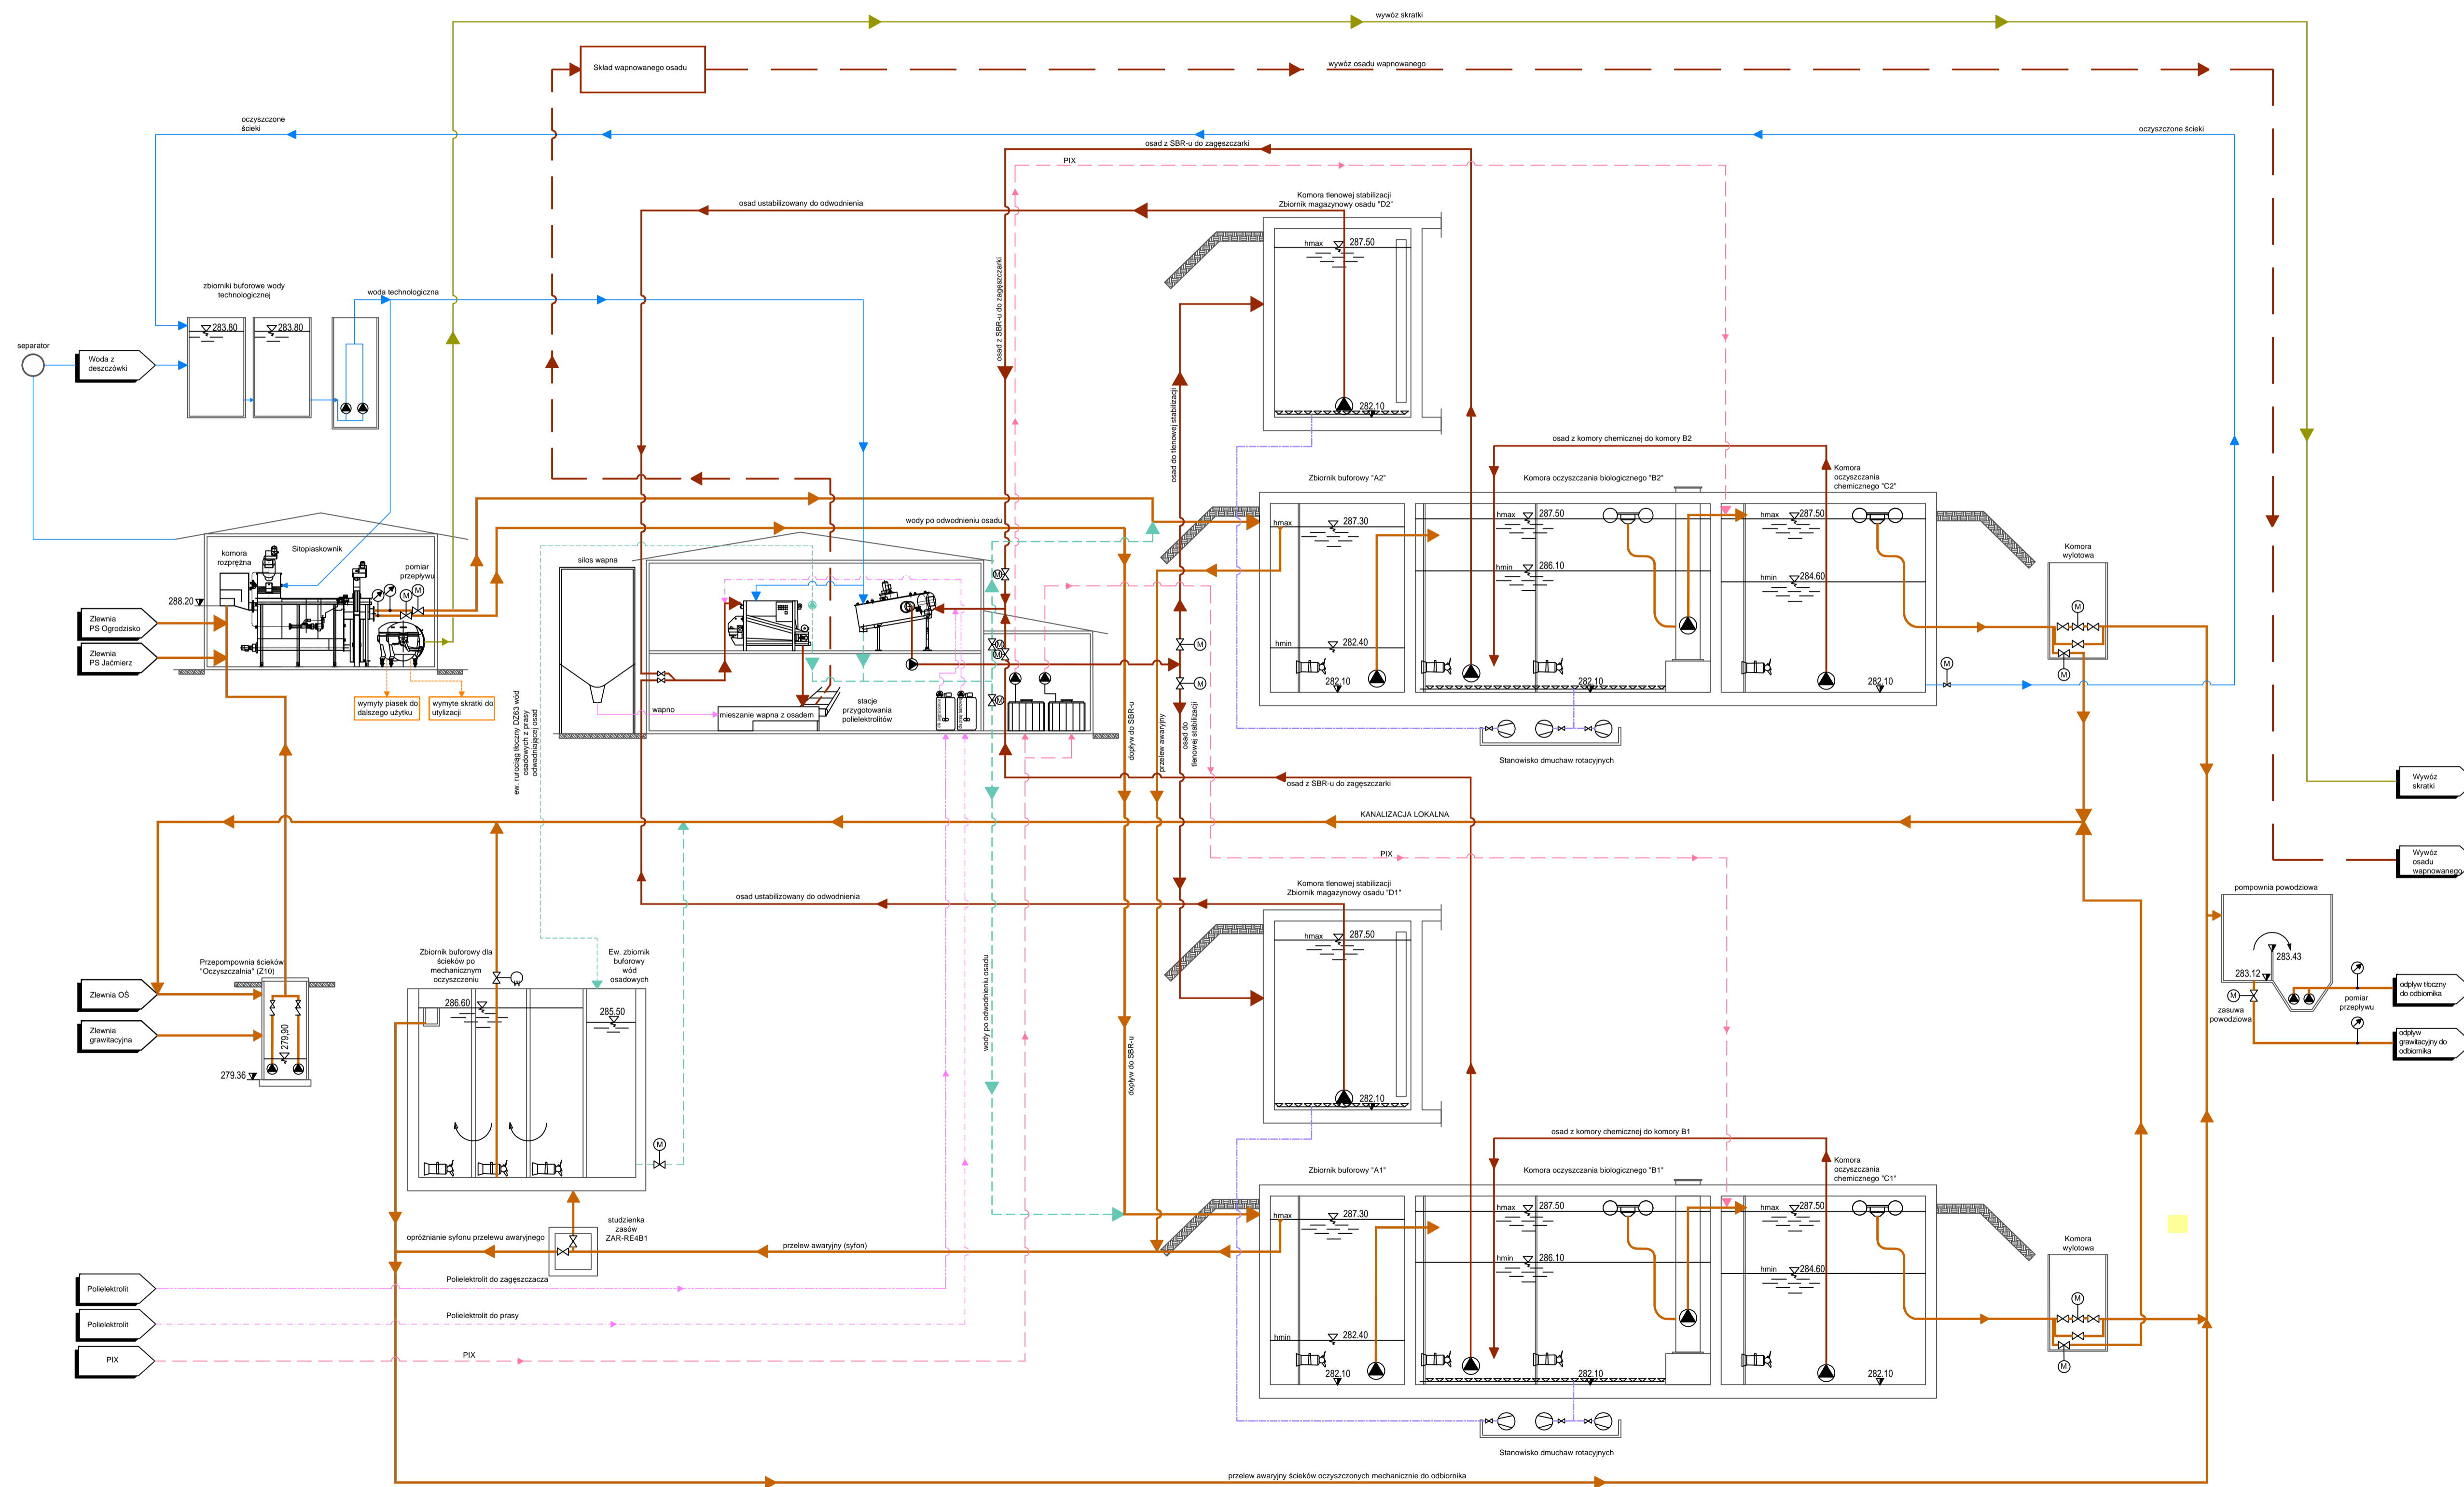 wywóz skratki
Skład wapnowanego osadu
wywóz osadu wapnowanego
oczyszczone
ścieki
oczyszczone ścieki
osad z SBR-u do zagęszczarki
PIX
Komora tlenowej stabilizacji
Zbiornik magazynowy osadu "D2"
osad ustabilizowany do odwodnienia
hmax
287.50
282.10
zbiorniki buforowe wody
technologicznej
woda technologiczna
283.80
283.80
separator
Woda z
deszczówki
osad z SBR-u do zagęszczarki
osad do tlenowej stabilizacji
osad z komory chemicznej do komory B2
Zbiornik buforowy "A2"
Komora oczyszczania biologicznego "B2"
Komora
oczyszczania
chemicznego "C2"
hmax
287.30
hmin
282.40
282.10
hmax
287.50
hmin
286.10
282.10
hmax
287.50
hmin
284.60
282.10
Stanowisko dmuchaw rotacyjnych
Komora
wylotowa
M
M
M
wody po odwodnieniu osadu
komora
rozprężna
Sitopiaskownik
pomiar
przepływu
M
M
288.20
Zlewnia
PS Ogrodzisko
Zlewnia
PS Jaćmierz
wymyty piasek do
dalszego użytku
wymyte skratki do
utylizacji
silos wapna
wapno
mieszanie wapna z osadem
stacje
przygotowania
polielektrolitów
M
M
M
M
M
M
ew. rurociąg tłoczny DZ63 wód
osadowych z prasy
odwadniającej osad
dopływ do SBR-u
przelew awaryjny
osad do
tlenowej stabilizacji
osad z SBR-u do zagęszczarki
KANALIZACJA LOKALNA
PIX
Wywóz
skratki
Wywóz
osadu
wapnowanego
osad ustabilizowany do odwodnienia
Komora tlenowej stabilizacji
Zbiornik magazynowy osadu "D1"
hmax
287.50
282.10
pompownia powodziowa
283.43
283.12
M
zasuwa
powodziowa
pomiar
przepływu
odpływ tłoczny
do odbiornika
odpływ
grawitacyjny do
odbiornika
Przepompownia ścieków
"Oczyszczalnia" (Z10)
Zlewnia OŚ
Zlewnia
grawitacyjna
279.90
279.36
Zbiornik buforowy dla
ścieków po
mechanicznym
oczyszczeniu
Ew. zbiornik
buforowy
wód
osadowych
286.60
285.50
M
wody po odwodnieniu osadu
dopływ do SBR-u
osad z komory chemicznej do komory B1
Zbiornik buforowy "A1"
Komora oczyszczania biologicznego "B1"
Komora
oczyszczania
chemicznego "C1"
hmax
287.30
hmin
282.40
282.10
hmax
287.50
hmin
286.10
282.10
hmax
287.50
hmin
284.60
282.10
Komora
wylotowa
M
M
Stanowisko dmuchaw rotacyjnych
studzienka
zasów
ZAR-RE4B1
opróżnianie syfonu przelewu awaryjnego
przelew awaryjny (syfon)
Polielektrolit
Polielektrolit do zagęszczacza
Polielektrolit
Polielektrolit do prasy
PIX
PIX
przelew awaryjny ścieków oczyszczonych mechanicznie do odbiornika